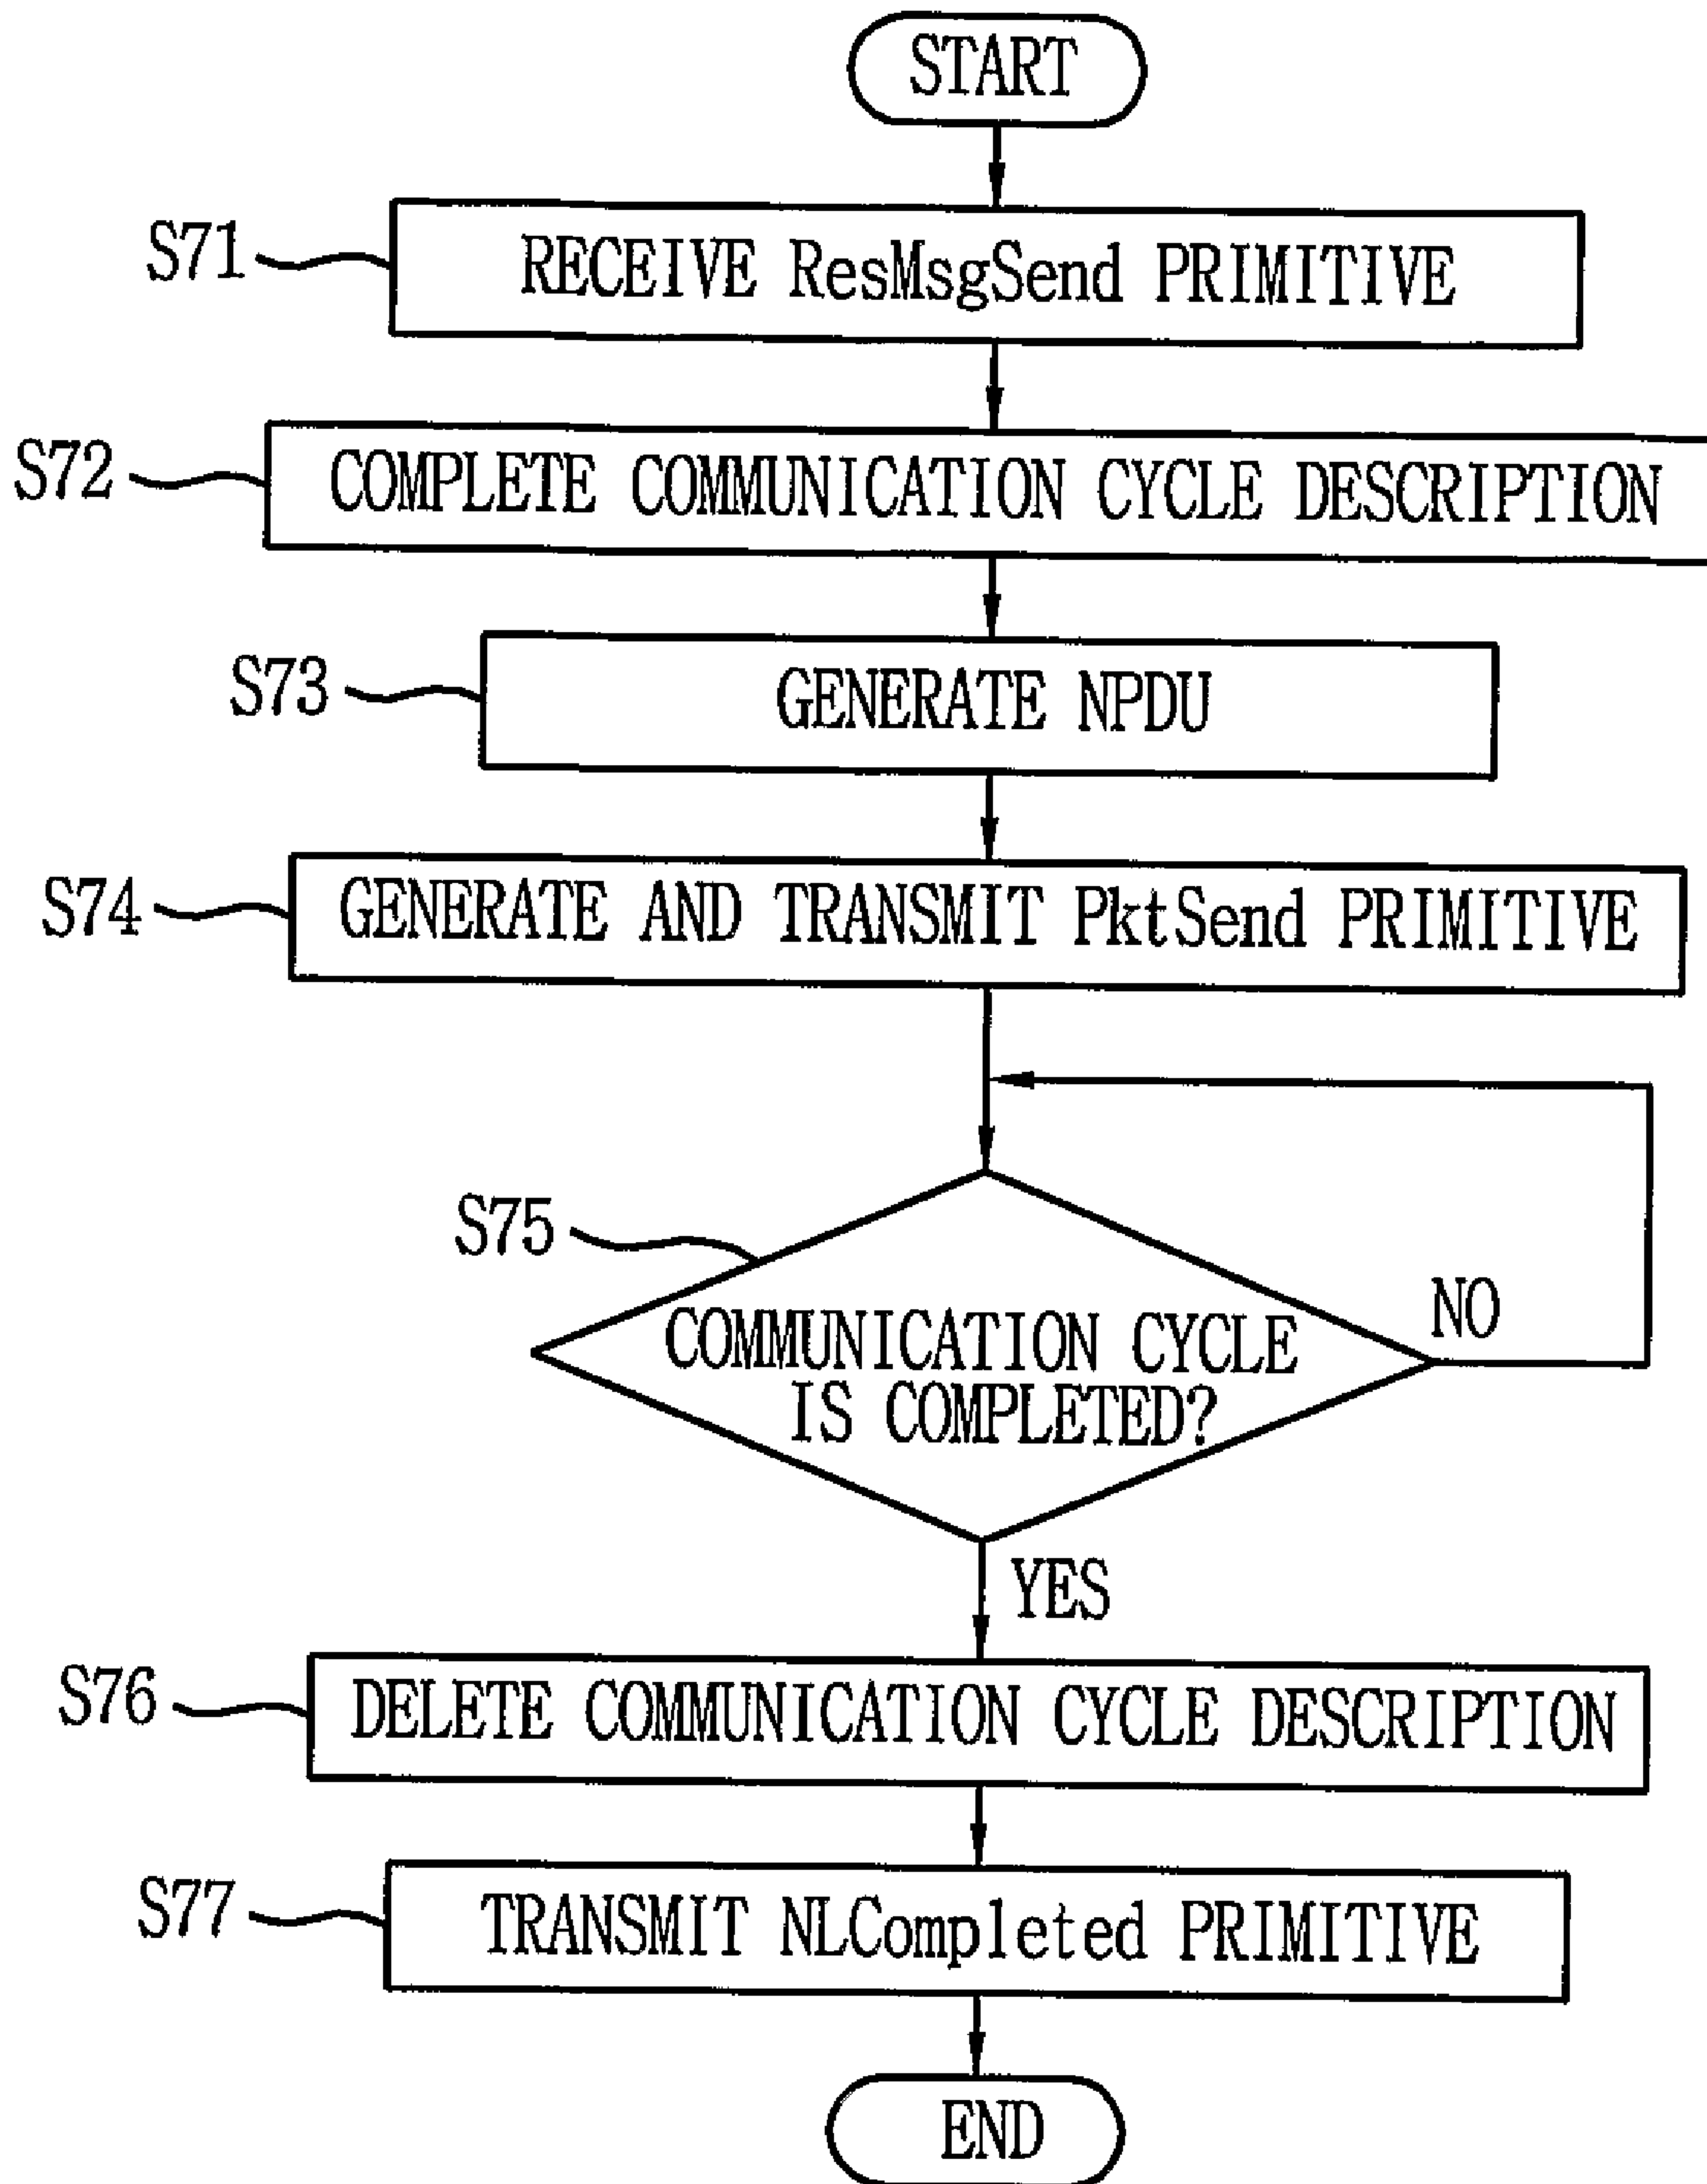 START
S71
RECEIVE ResMsgSend PRIMITIVE
S72
COMPLETE COMMUNICATION CYCLE DESCRIPTION
S73
GENERATE NPDU
S74
GENERATE AND TRANSMIT PktSend PRIMITIVE
S75
COMMUNICATION CYCLE
IS COMPLETED?
NO
YES
S76
DELETE COMMUNICATION CYCLE DESCRIPTION
S77
TRANSMIT NLCompleted PRIMITIVE
END